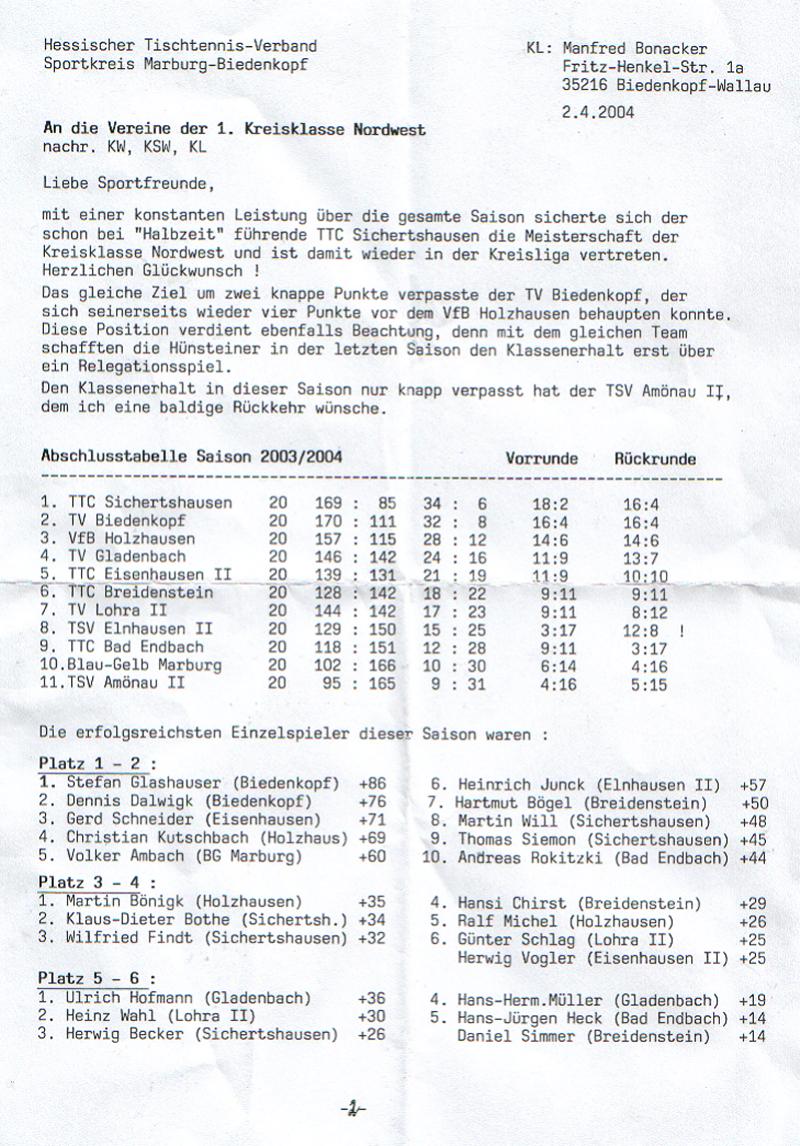 Hessischer Tischtennis-Verband
Sportkreis Marburg-Biedenkopf
KL: Manfred Bonacker
Fritz-Henkel-Str. 1a
35216 Biedenkopf-Wallau
2.4.2004
An die Vereine der 1. Kreisklasse Nordwest
nachr. KW, KSW, KL
Liebe Sportfreunde,
mit einer konstanten Leistung über die gesamte Saison sicherte sich der
schon bei "Halbzeit" führende TTC Sichertshausen die Meisterschaft der
Kreisklasse Nordwest und ist damit wieder in der Kreisliga vertreten.
Herzlichen Glückwunsch !
Das gleiche Ziel um zwei knappe Punkte verpasste der TV Biedenkopf, der
sich seinerseits wieder vier Punkte vor dem VfB Holzhausen behaupten konnte.
Diese Position verdient ebenfalls Beachtung, denn mit dem gleichen Team
schafften die Hünsteiner in der letzten Saison den Klassenerhalt erst über
ein Relegationsspiel.
Den Klassenerhalt in dieser Saison nur knapp verpasst hat der TSV Amönau II,
dem ich eine baldige Rückkehr wünsche.
Abschlusstabelle Saison 2003/2004 Vorrunde Rückrunde
1. TTC Sichertshausen 20 169 : 85 34 : 6 18:2 16:4
2. TV Biedenkopf 20 170 : 111 32 : 8 16:4 16:4
3. VfB Holzhausen 20 157 : 115 28 : 12 14:6 14:6
4. TV Gladenbach 20 146 : 142 24 : 16 11:9 13:7
5. TTC Eisenhausen II 20 139 : 131 21 : 19 11:9 10:10
6. TTC Breidenstein 20 128 : 142 18 : 22 9:11 9:11
7. TV Lohra II 20 144 : 142 17 : 23 9:11 8:12
8. TSV Elnhausen II 20 129 : 150 15 : 25 3:17 12:8 !
9. TTC Bad Endbach 20 118 : 151 12 : 28 9:11 3:17
10.Blau-Gelb Marburg 20 102 : 166 10 : 30 6:14 4:16
11.TSV Amönau II 20 95 : 165 9 : 31 4:16 5:15
Die erfolgsreichsten Einzelspieler dieser Saison waren :
Platz 1 - 2 :
1. Stefan Glashauser (Biedenkopf) +86
2. Dennis Dalwigk (Biedenkopf) +76
3. Gerd Schneider (Eisenhausen) +71
4. Christian Kutschbach (Holzhaus) +69
5. Volker Ambach (BG Marburg) +60
6. Heinrich Junck (Elnhausen II) +57
7. Hartmut Bögel (Breidenstein) +50
8. Martin Will (Sichertshausen) +48
9. Thomas Siemon (Sichertshausen) +45
10. Andreas Rokitzki (Bad Endbach) +44
Platz 3 - 4 :
1. Martin Bönigk (Holzhausen) +35
2. Klaus-Dieter Bothe (Sichertsh.) +34
3. Wilfried Findt (Sichertshausen) +32
4. Hansi Chirst (Breidenstein) +29
5. Ralf Michel (Holzhausen) +26
6. Günter Schlag (Lohra II) +25
Herwig Vogler (Eisenhausen II) +25
Platz 5 - 6 :
1. Ulrich Hofmann (Gladenbach) +36
2. Heinz Wahl (Lohra II) +30
3. Herwig Becker (Sichertshausen) +26
4. Hans-Herm.Müller (Gladenbach) +19
5. Hans-Jürgen Heck (Bad Endbach) +14
Daniel Simmer (Breidenstein) +14